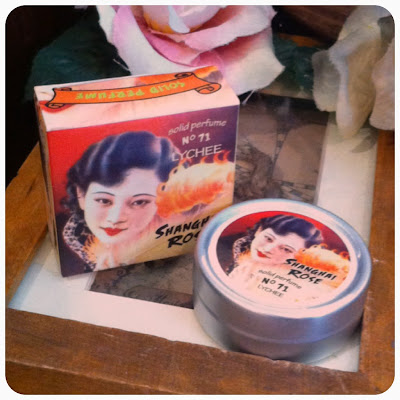 SOLID PERFUME
solid perfume
No 71
LYCHEE
SHANGHAI
ROSE
SHANGHAI
ROSE
solid perfume
No 71
LYCHEE